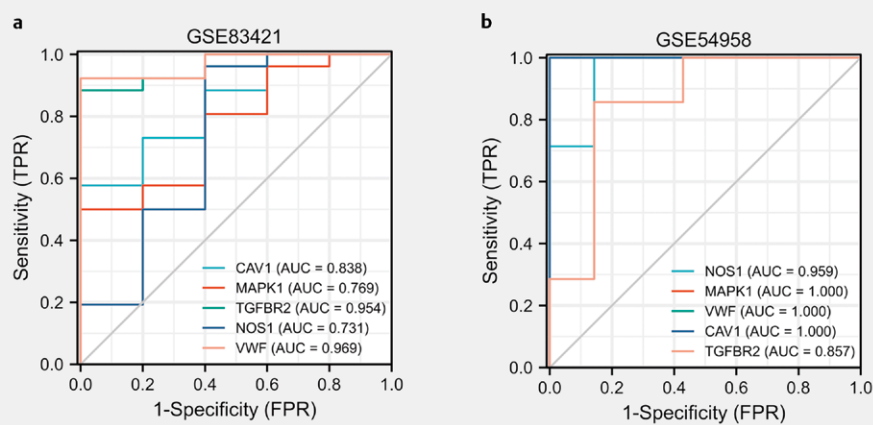 a
GSE83421
1.0
0.8
0.6
0.4
0.2
0.0
Sensitivity (TPR)
CAV1 (AUC = 0.838)
MAPK1 (AUC = 0.769)
TGFBR2 (AUC = 0.954)
NOS1 (AUC = 0.731)
VWF (AUC = 0.969)
0.0 0.2 0.4 0.6 0.8 1.0
1-Specificity (FPR)
b
GSE54958
1.0
0.8
0.6
0.4
0.2
0.0
Sensitivity (TPR)
NOS1 (AUC = 0.959)
MAPK1 (AUC = 1.000)
VWF (AUC = 1.000)
CAV1 (AUC = 1.000)
TGFBR2 (AUC = 0.857)
0.0 0.2 0.4 0.6 0.8 1.0
1-Specificity (FPR)